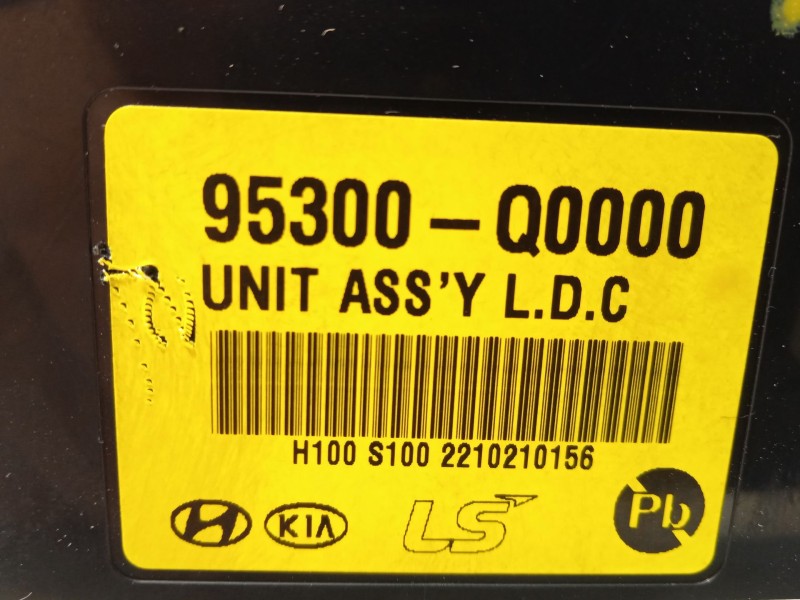 95300-Q0000
UNIT ASS'Y L.D.C
H100 S100 2210210156
KIA LS Pb